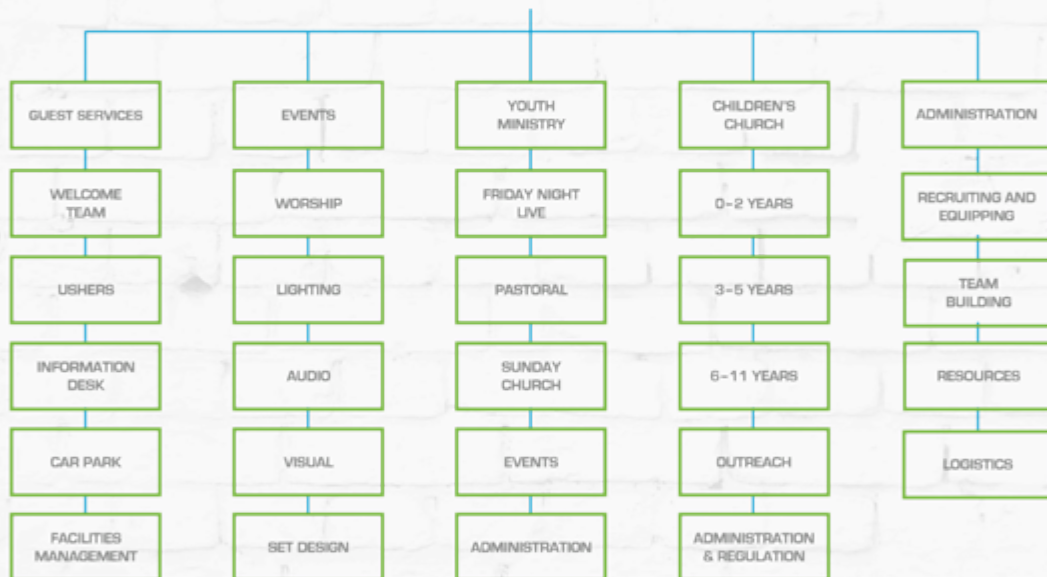 GUEST SERVICES
EVENTS
YOUTH
MINISTRY
CHILDREN'S
CHURCH
ADMINISTRATION
WELCOME
TEAM
WORSHIP
FRIDAY NIGHT
LIVE
0-2 YEARS
RECRUITING AND
EQUIPPING
USHERS
LIGHTING
PASTORAL
3-5 YEARS
TEAM
BUILDING
INFORMATION
DESK
AUDIO
SUNDAY
CHURCH
6-11 YEARS
RESOURCES
CAR PARK
VISUAL
EVENTS
OUTREACH
LOGISTICS
FACILITIES
MANAGEMENT
SET DESIGN
ADMINISTRATION
ADMINISTRATION
& REGULATION